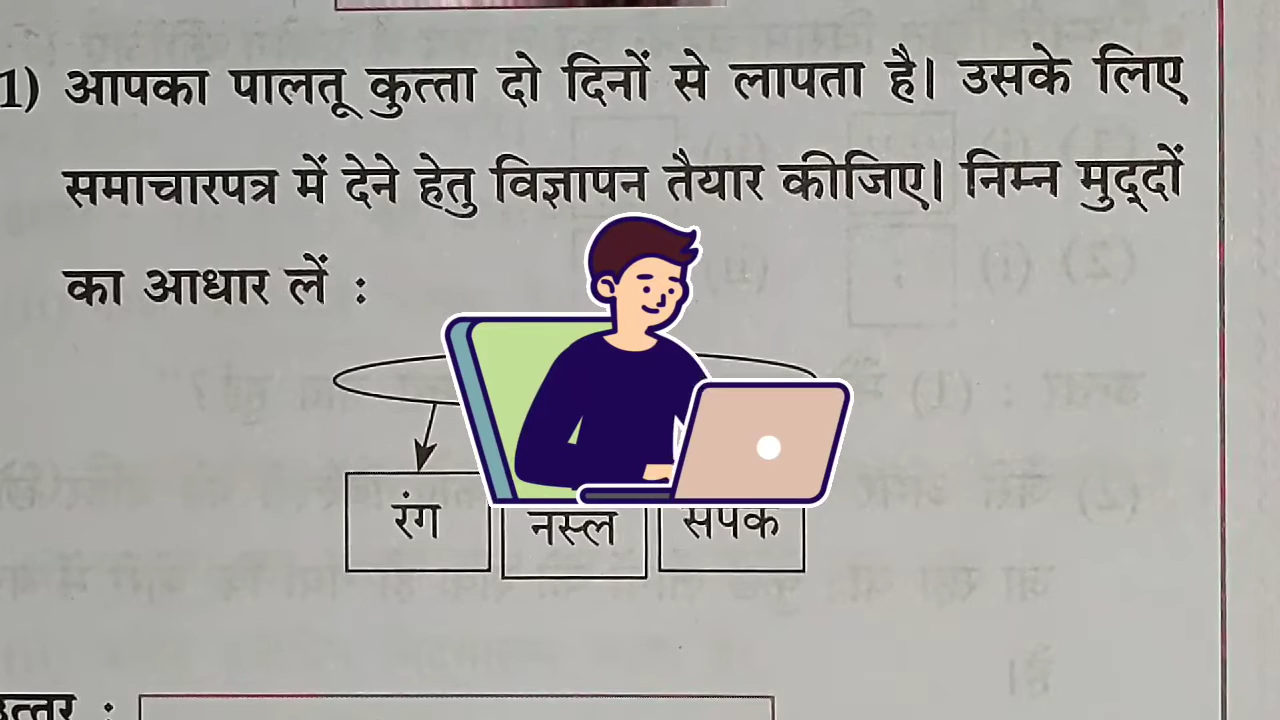 1) आपका पालतू कुत्ता दो दिनों से लापता है। उसके लिए
समाचारपत्र में देने हेतु विज्ञापन तैयार कीजिए। निम्न मुद्दों
का आधार लें :
रंग नस्ल संपर्क
उत्तर :